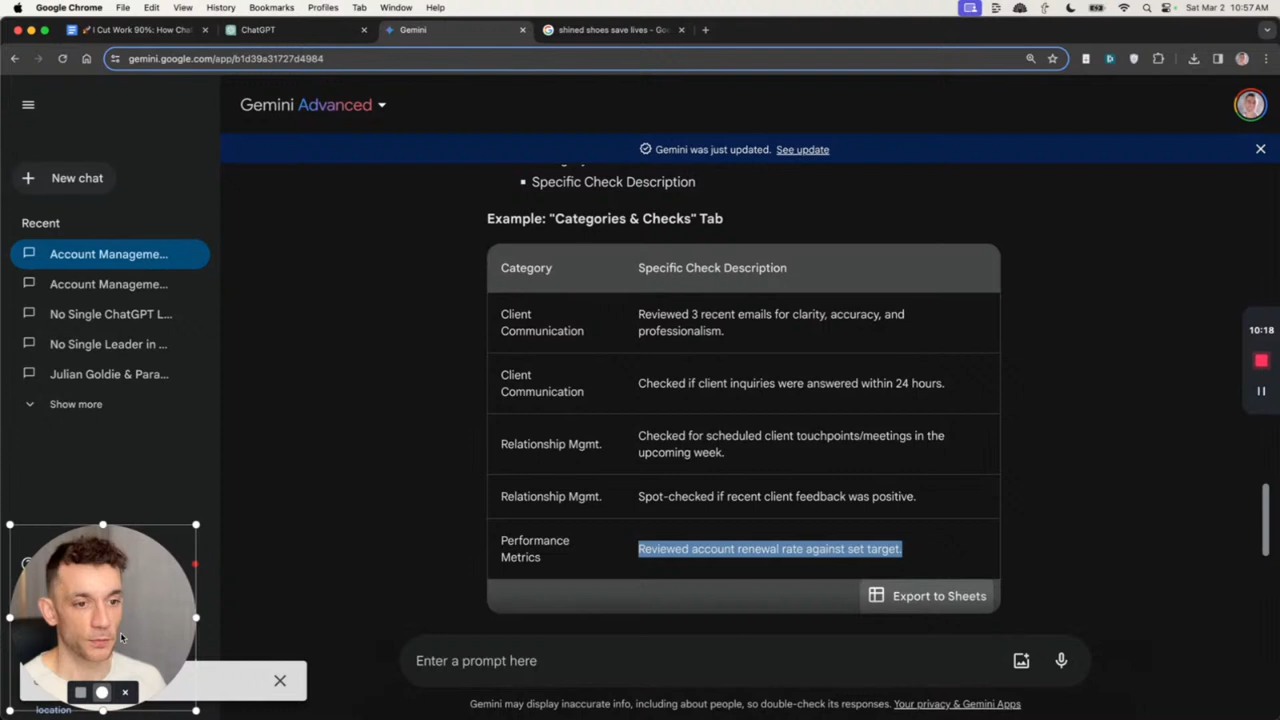 Google Chrome File Edit View History Bookmarks Profiles Tab Window Help Sat Mar 2 10:57 AM
I Cut Work 90%: How Cha
ChatGPT
Gemini
shined shoes save lives - Goo
gemini.google.com/app/b1d39a31727d4984
Gemini Advanced
Gemini was just updated. See update
New chat
Recent
Account Manageme...
Account Manageme...
No Single ChatGPT L...
No Single Leader in ...
Julian Goldie & Para...
Show more
Specific Check Description
Example: "Categories & Checks" Tab
Category Specific Check Description
Client
Communication
Reviewed 3 recent emails for clarity, accuracy, and
professionalism.
Client
Communication
Checked if client inquiries were answered within 24 hours.
Relationship Mgmt.
Checked for scheduled client touchpoints/meetings in the
upcoming week.
Relationship Mgmt.
Spot-checked if recent client feedback was positive.
Performance
Metrics
Reviewed account renewal rate against set target.
Export to Sheets
10:18
Enter a prompt here
Gemini may display inaccurate info, including about people, so double-check its responses. Your privacy & Gemini Apps
location